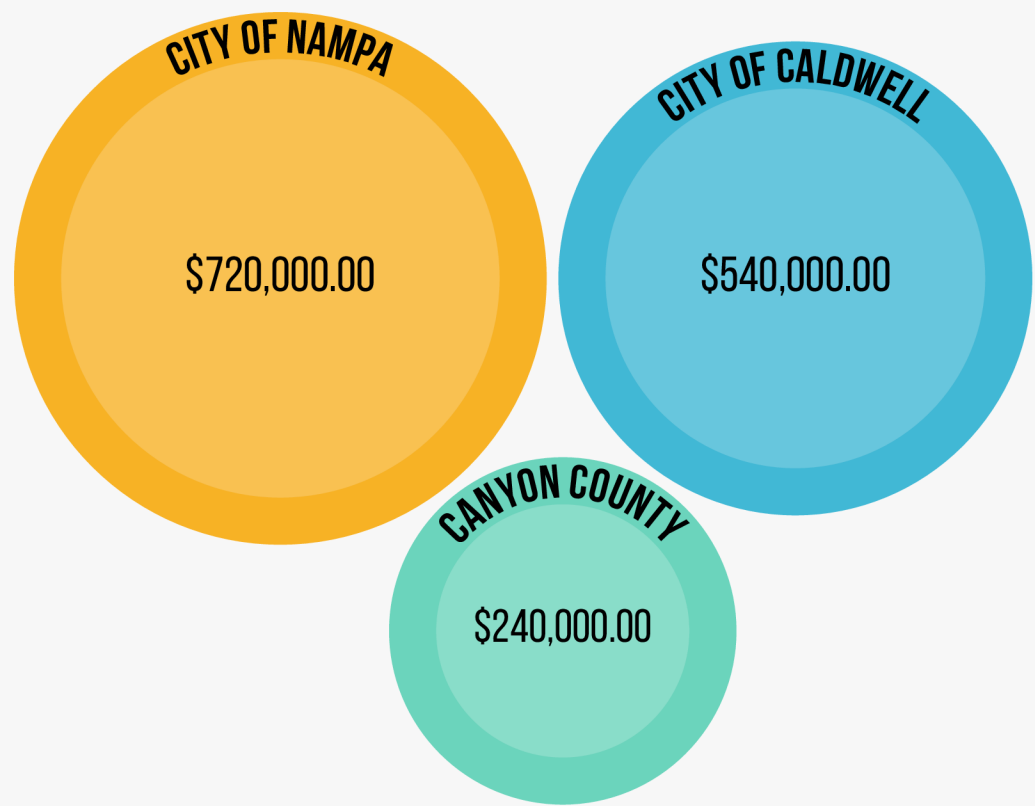 CITY OF NAMPA
$720,000.00
CITY OF CALDWELL
$540,000.00
CANYON COUNTY
$240,000.00